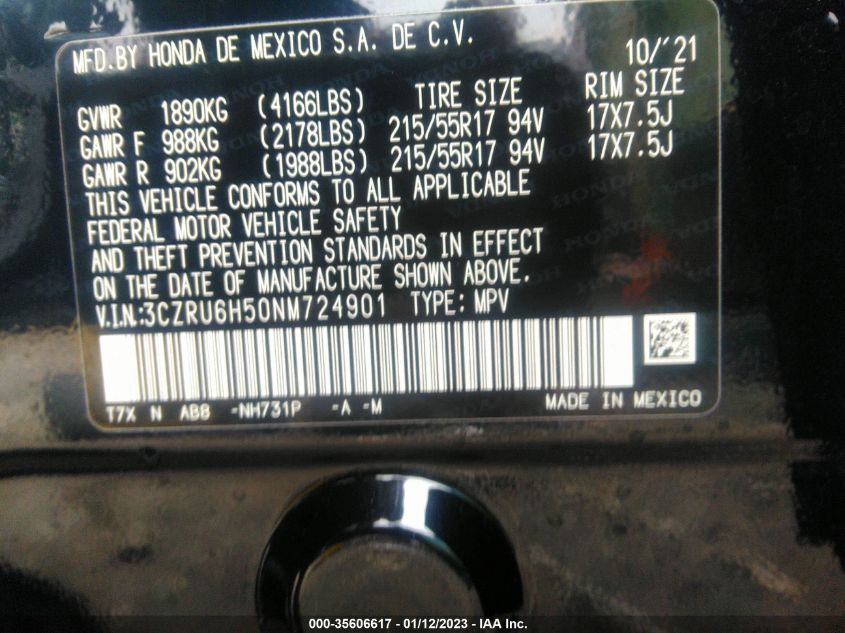 MFD. BY HONDA DE MEXICO S.A. DE C.V. 10/'21
TIRE SIZE RIM SIZE
GVWR 1890KG (4166LBS)
GAWR F 988KG (2178LBS) 215/55R17 94V 17X7.5J
GAWR R 902KG (1988LBS) 215/55R17 94V 17X7.5J
THIS VEHICLE CONFORMS TO ALL APPLICABLE
FEDERAL MOTOR VEHICLE SAFETY
AND THEFT PREVENTION STANDARDS IN EFFECT
ON THE DATE OF MANUFACTURE SHOWN ABOVE.
V.I.N.:3CZRU6H50NM724901 TYPE: MPV
T7X N AB8 -NH731P -A -M MADE IN MEXICO
000-35606617 - 01/12/2023 - IAA Inc.